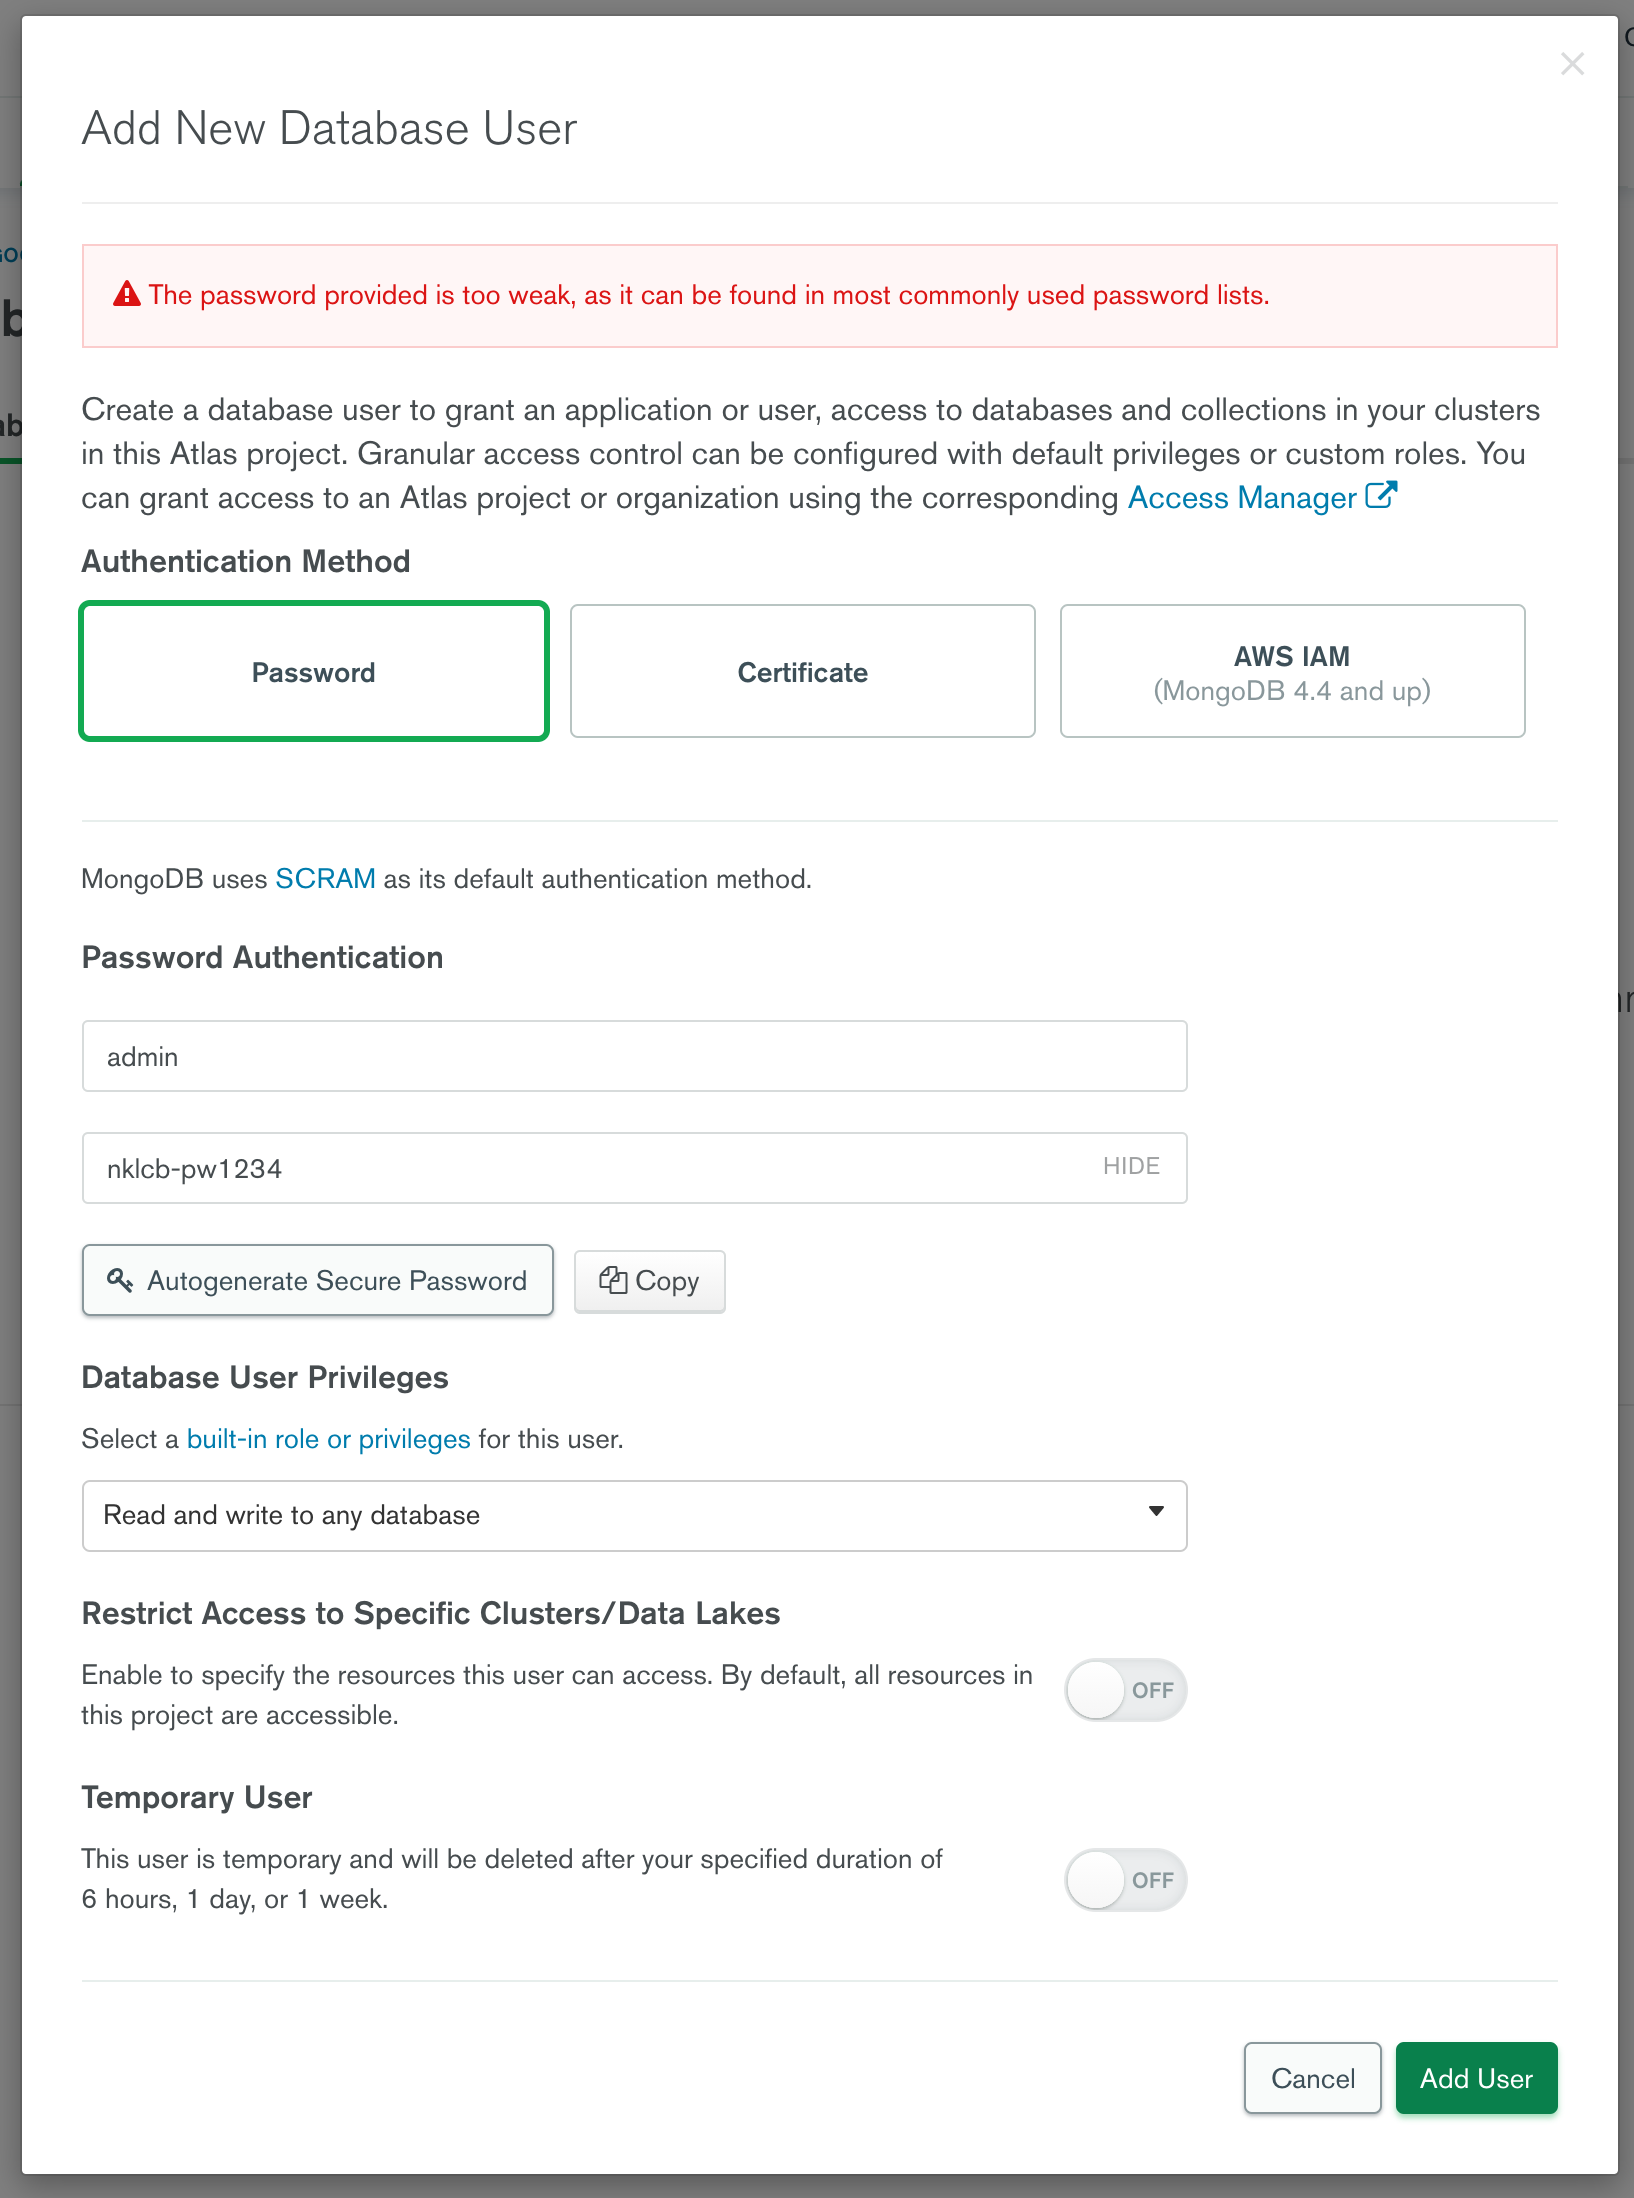 Add New Database User
The password provided is too weak, as it can be found in most commonly used password lists.
Create a database user to grant an application or user, access to databases and collections in your clusters
in this Atlas project. Granular access control can be configured with default privileges or custom roles. You
can grant access to an Atlas project or organization using the corresponding Access Manager
Authentication Method
Password
Certificate
AWS IAM
(MongoDB 4.4 and up)
MongoDB uses SCRAM as its default authentication method.
Password Authentication
admin
nklcb-pw1234
HIDE
Autogenerate Secure Password
Copy
Database User Privileges
Select a built-in role or privileges for this user.
Read and write to any database
Restrict Access to Specific Clusters/Data Lakes
Enable to specify the resources this user can access. By default, all resources in
this project are accessible.
OFF
Temporary User
This user is temporary and will be deleted after your specified duration of
6 hours, 1 day, or 1 week.
OFF
Cancel
Add User